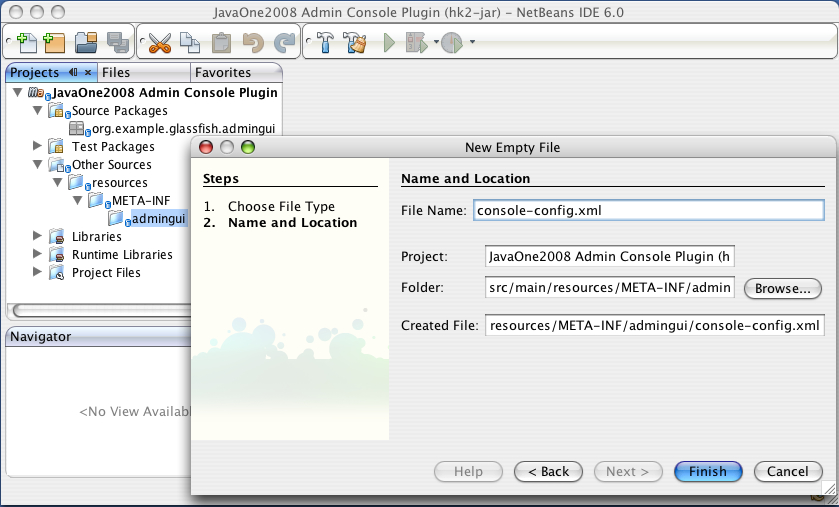 JavaOne2008 Admin Console Plugin (hk2-jar) – NetBeans IDE 6.0
Projects
Files
Favorites
JavaOne2008 Admin Console Plugin
Source Packages
org.example.glassfish.admingui
Test Packages
Other Sources
resources
META-INF
admingui
Libraries
Runtime Libraries
Project Files
Navigator
<No View Availab
New Empty File
Steps
1. Choose File Type
2. Name and Location
Name and Location
File Name: console-config.xml
Project: JavaOne2008 Admin Console Plugin (h
Folder: src/main/resources/META-INF/admin Browse...
Created File: resources/META-INF/admingui/console-config.xml
Help < Back Next > Finish Cancel